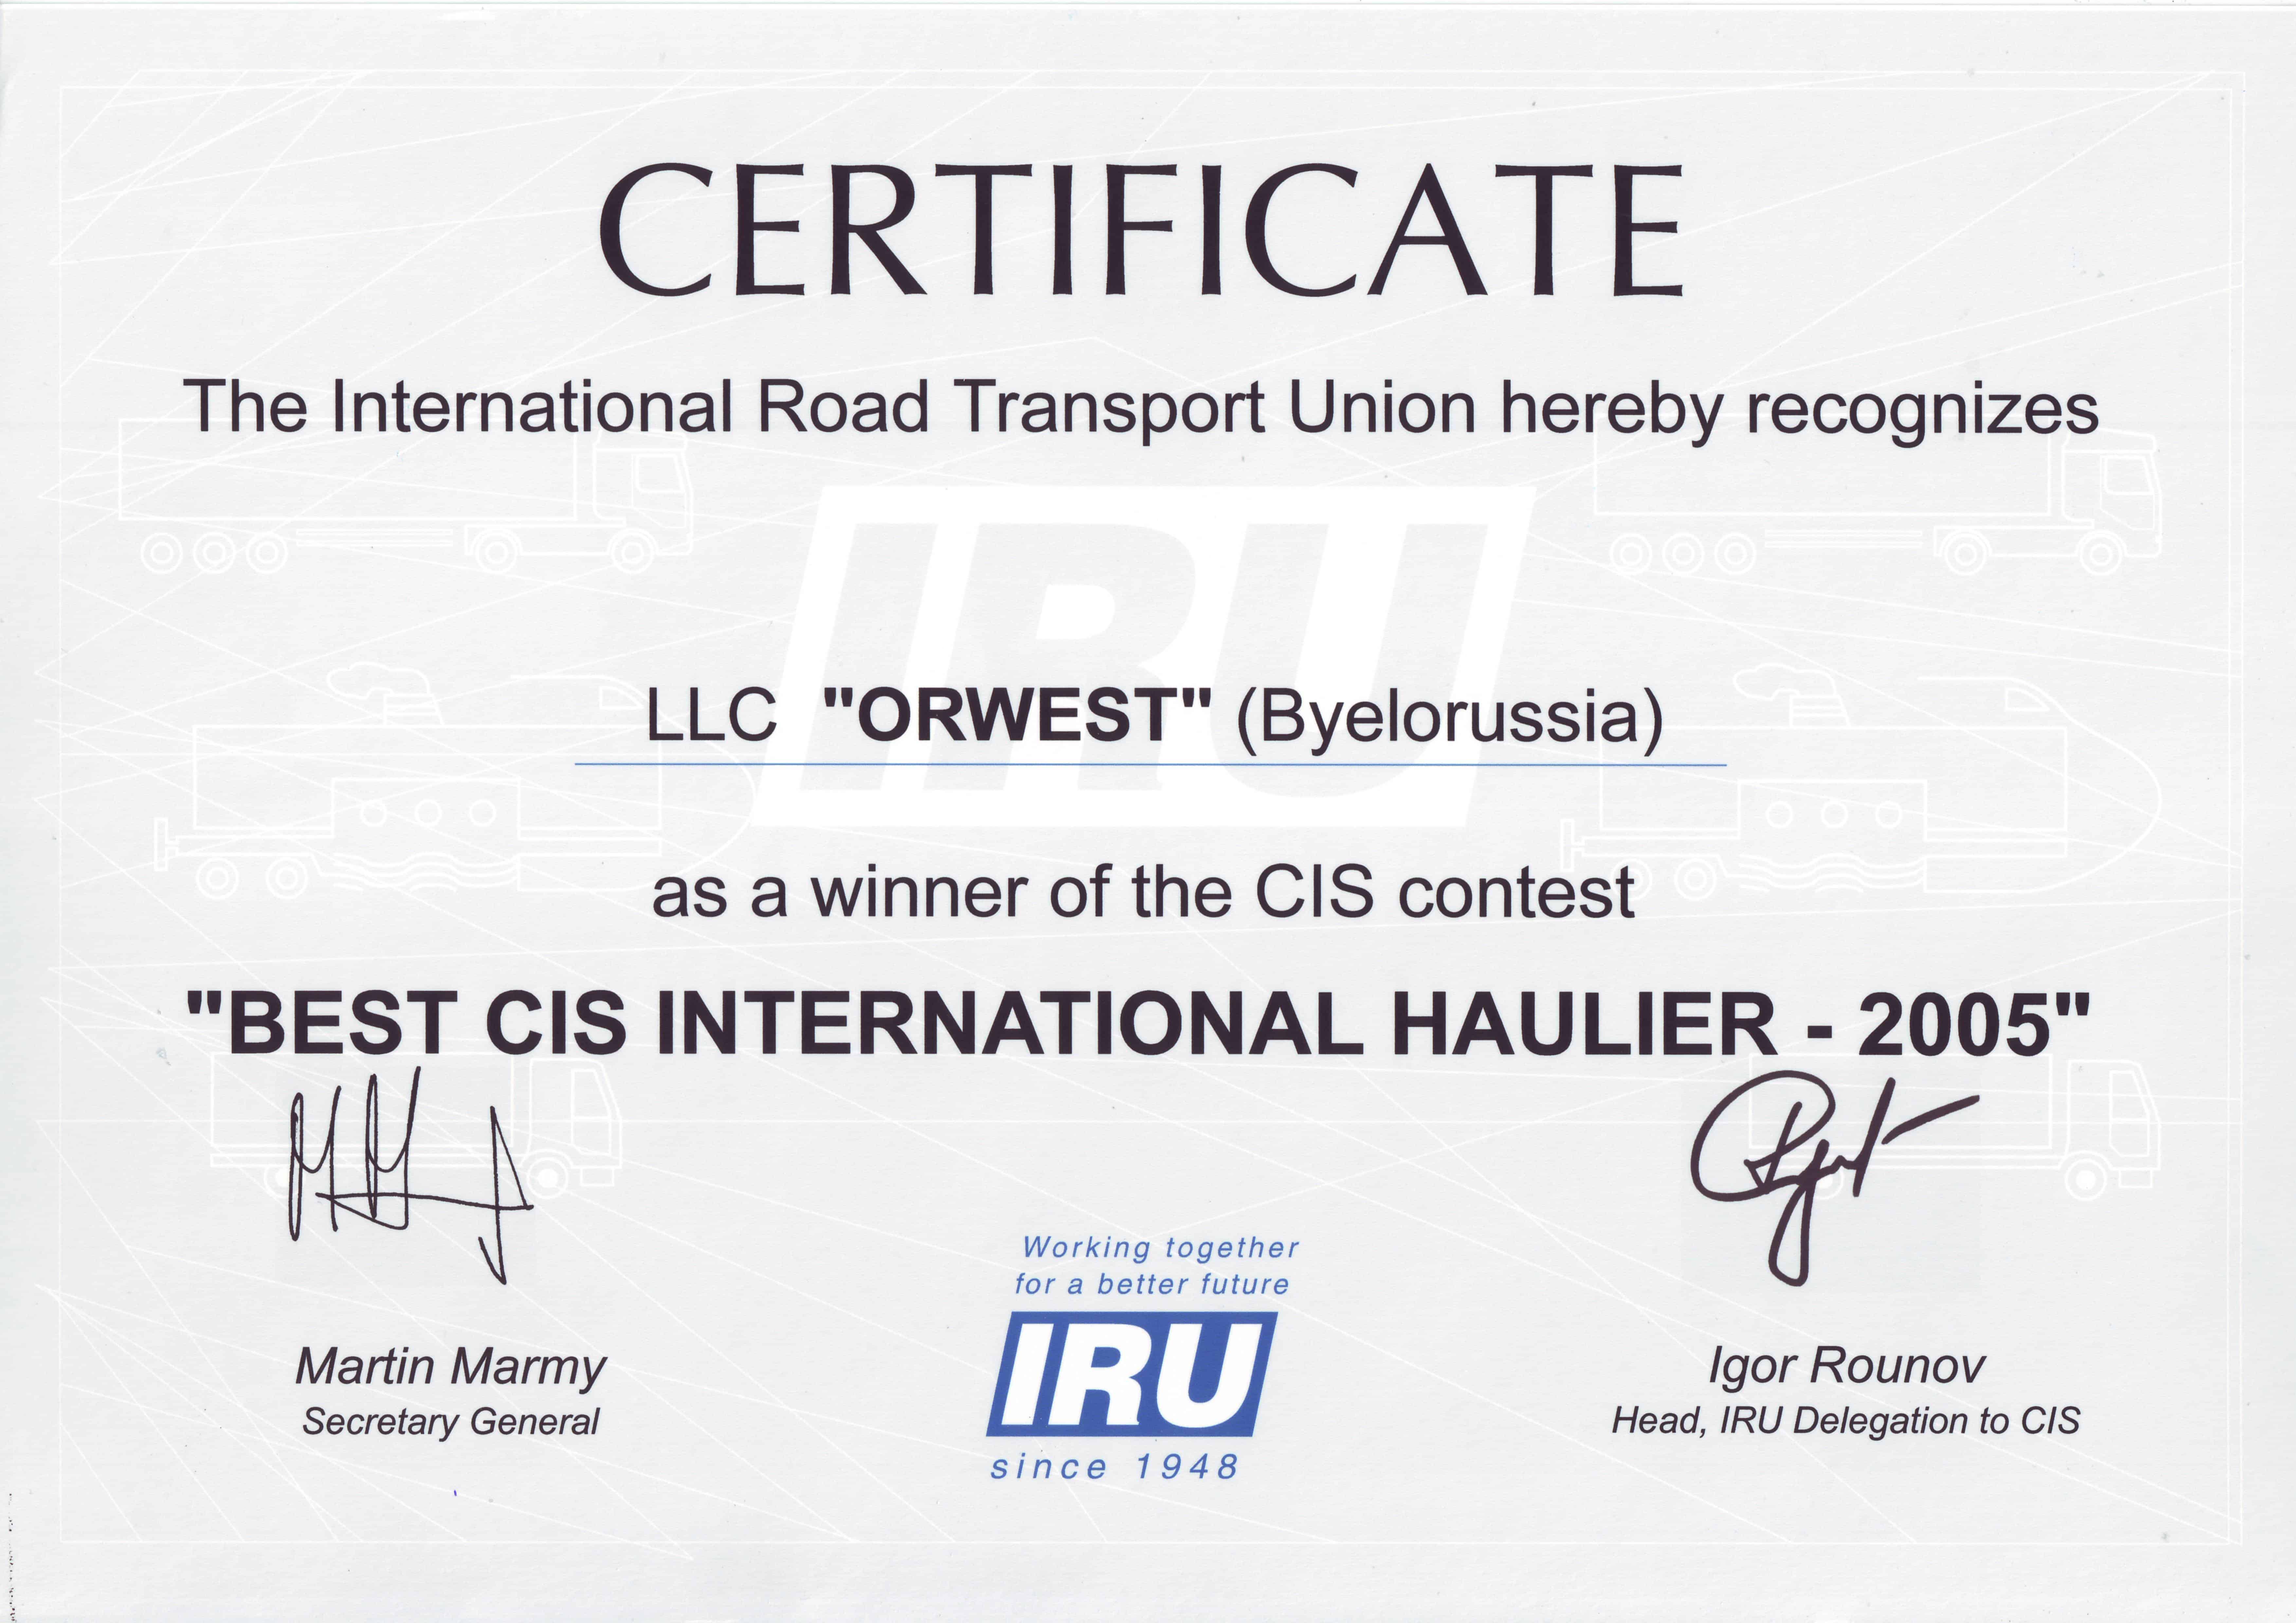 CERTIFICATE
The International Road Transport Union hereby recognizes
IRU
LLC "ORWEST" (Byelorussia)
as a winner of the CIS contest
"BEST CIS INTERNATIONAL HAULIER - 2005"
Working together
for a better future
IRU
since 1948
Martin Marmy
Secretary General
Igor Rounov
Head, IRU Delegation to CIS